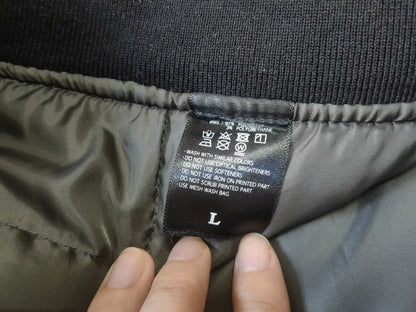 POLYURETHANE
-WASH WITH SIMILAR COLORS
-DO NOT USE OPTICAL BRIGHTENERS
-DO NOT USE SOFTENERS
-DO NOT USE IRON ON PRINTED PART
-DO NOT SCRUB PRINTED PART
-USE MESH WASH BAG
L